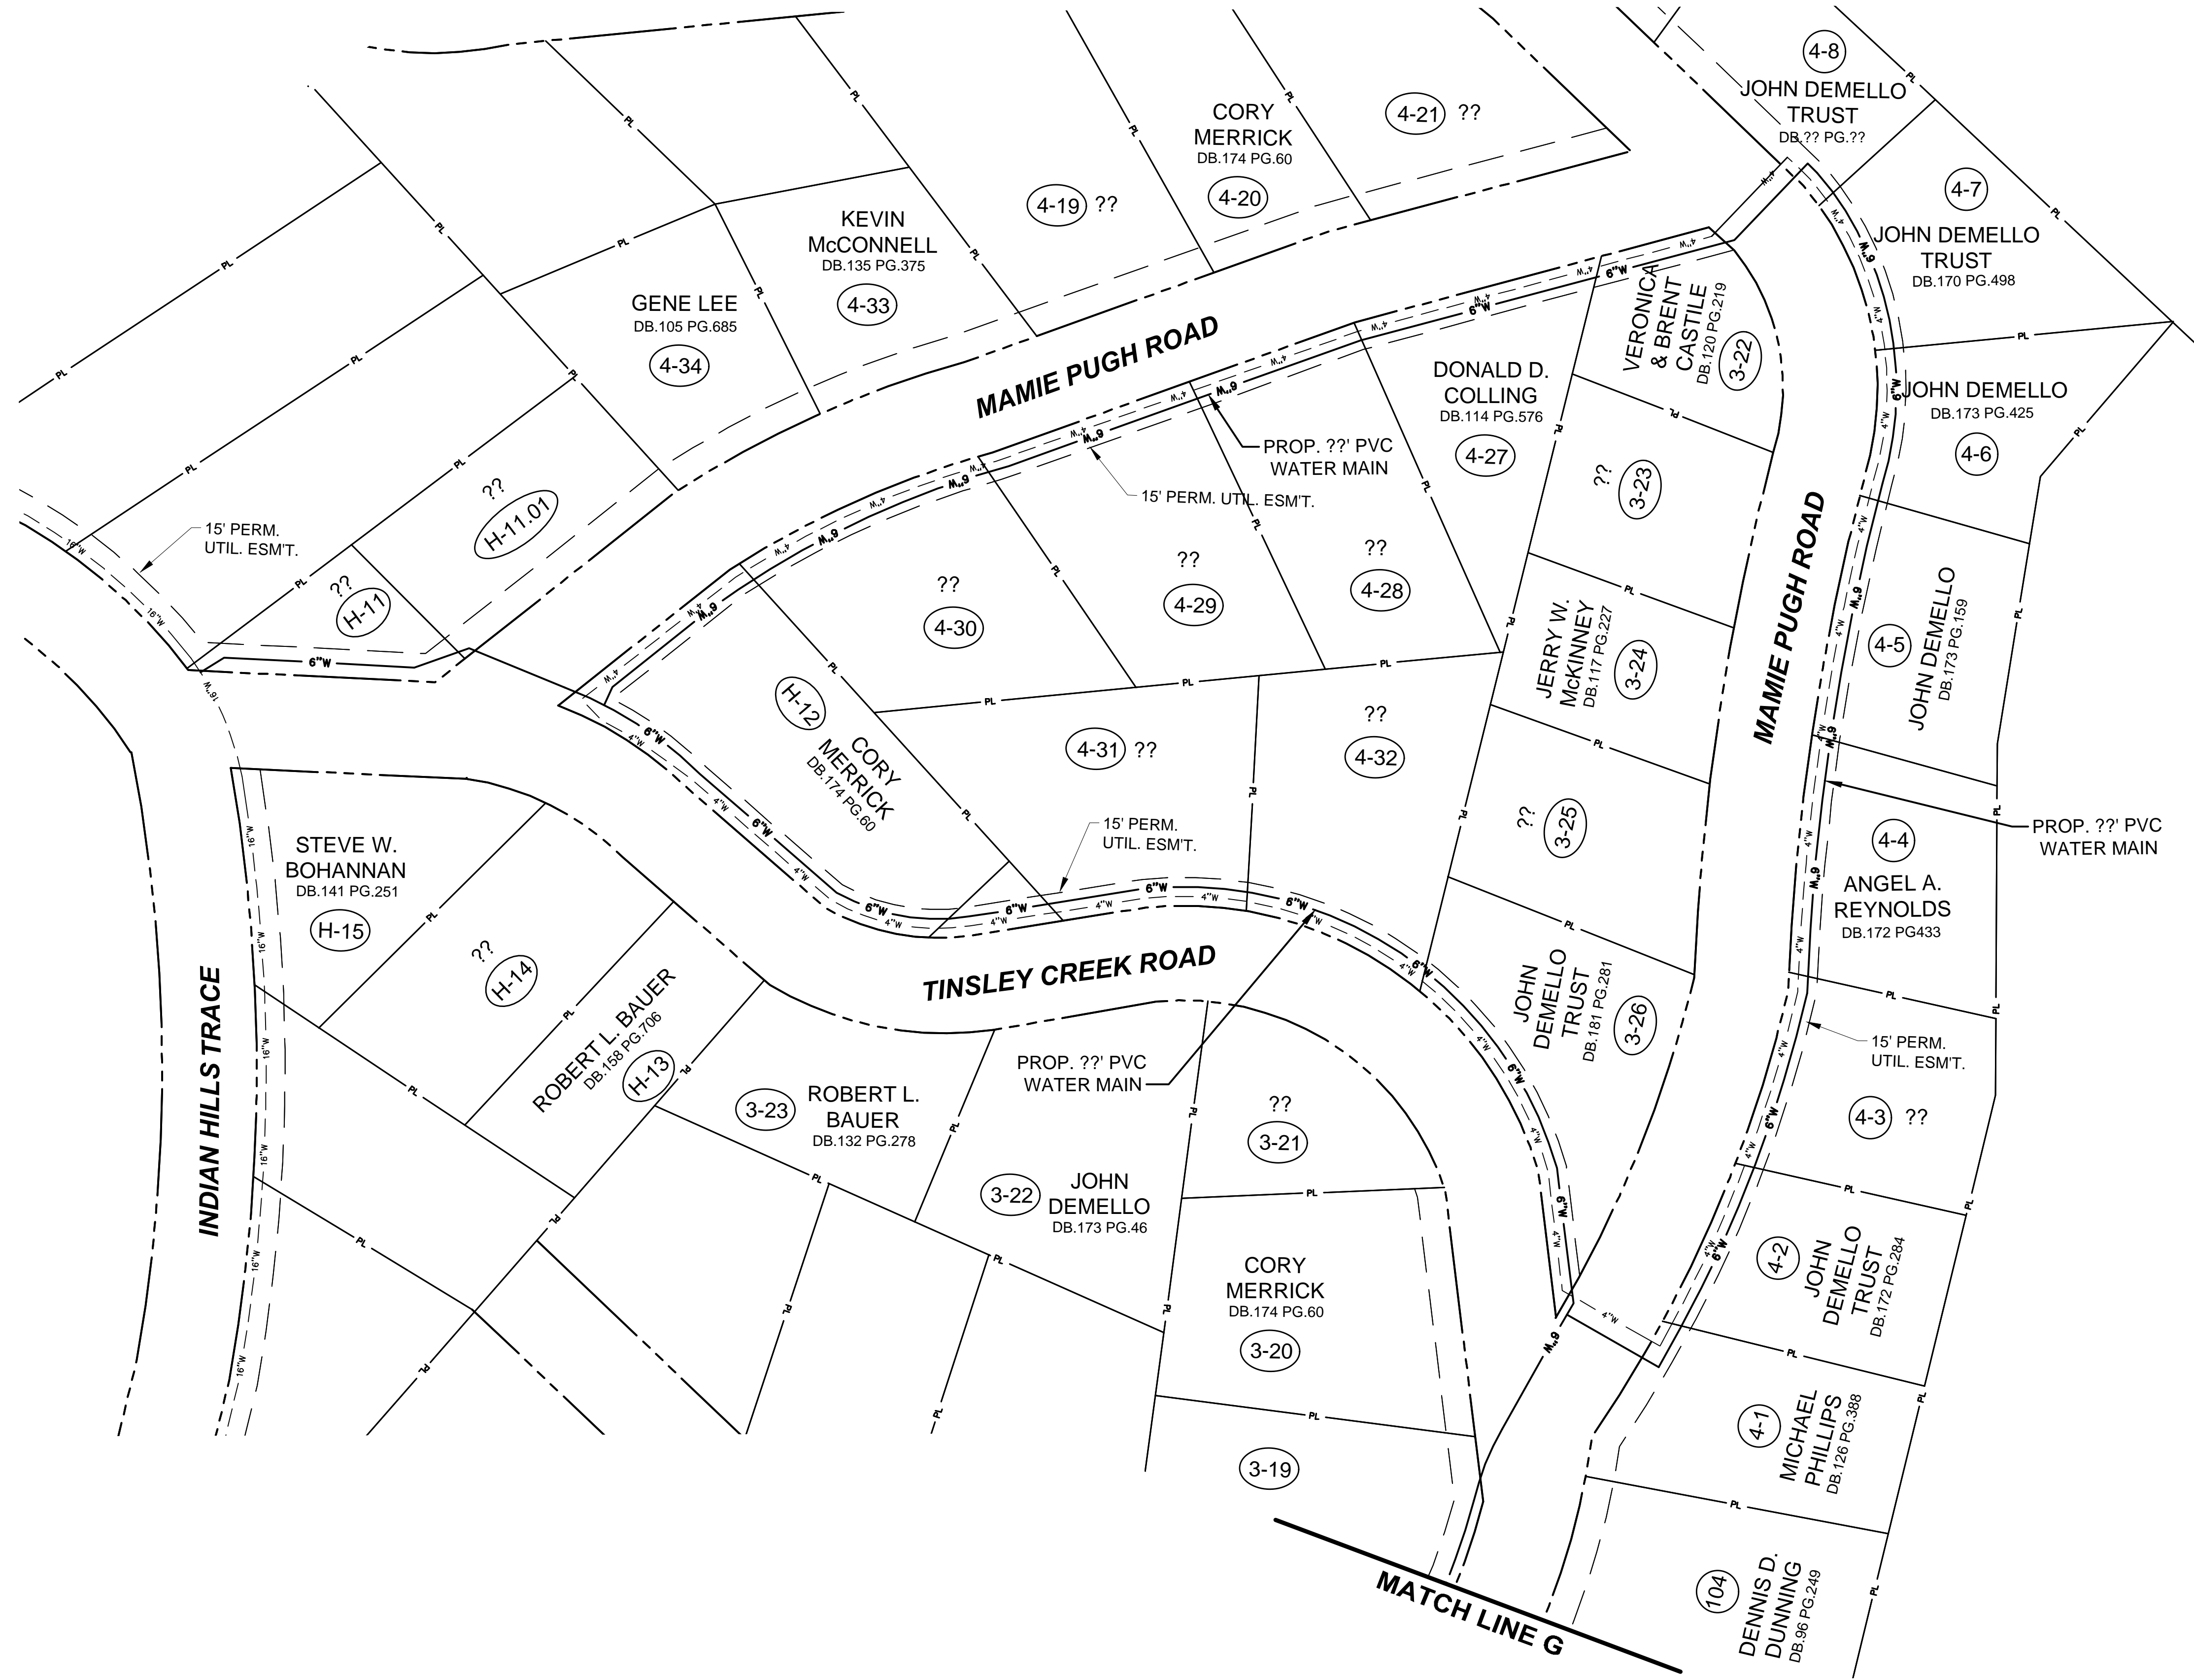 4-8
JOHN DEMELLO
TRUST
DB.?? PG.??
4-7
JOHN DEMELLO
TRUST
DB.170 PG.498
CORY
MERRICK
DB.174 PG.60
4-20
4-21 ??
4-19 ??
KEVIN
McCONNELL
DB.135 PG.375
4-33
GENE LEE
DB.105 PG.685
4-34
MAMIE PUGH ROAD
VERONICA
& BRENT
CASTILE
DB.120 PG.219
3-22
DONALD D.
COLLING
DB.114 PG.576
4-27
JOHN DEMELLO
DB.173 PG.425
4-6
PROP. ??' PVC
WATER MAIN
15' PERM. UTIL. ESM'T.
??
3-23
??
H-11.01
15' PERM.
UTIL. ESM'T.
??
H-11
??
4-30
??
4-29
??
4-28
JERRY W.
McKINNEY
DB.117 PG.227
3-24
MAMIE PUGH ROAD
4-5
JOHN DEMELLO
DB.173 PG.159
6"W
H-12
CORY
MERRICK
DB.174 PG.60
4-31 ??
??
4-32
??
3-25
PROP. ??' PVC
WATER MAIN
4-4
ANGEL A.
REYNOLDS
DB.172 PG433
15' PERM.
UTIL. ESM'T.
STEVE W.
BOHANNAN
DB.141 PG.251
H-15
??
H-14
ROBERT L. BAUER
DB.158 PG.706
H-13
INDIAN HILLS TRACE
TINSLEY CREEK ROAD
JOHN
DEMELLO
TRUST
DB.181 PG.281
3-26
15' PERM.
UTIL. ESM'T.
PROP. ??' PVC
WATER MAIN
3-23
ROBERT L.
BAUER
DB.132 PG.278
??
3-21
4-3 ??
3-22
JOHN
DEMELLO
DB.173 PG.46
4-2
JOHN
DEMELLO
TRUST
DB.172 PG.284
CORY
MERRICK
DB.174 PG.60
3-20
4-1
MICHAEL
PHILLIPS
DB.126 PG.388
3-19
104
DENNIS D.
DUNNING
DB.96 PG.249
MATCH LINE G
PL
4"W
6"W
16"W